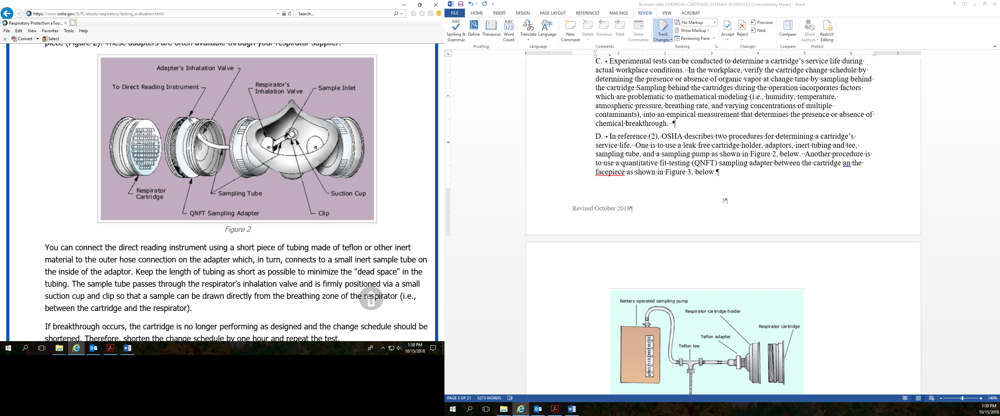 https://www.osha.gov/SLTC/etools/respiratory/testing_evaluation.html
Search...
Respiratory Protection eToo...
File Edit View Favorites Tools Help
x Convert Select
piece (Figure 2). These adapters are often available through your respirator supplier.
Adapter's Inhalation Valve
To Direct Reading Instrument
Respirator's
Inhalation Valve
Sample Inlet
Respirator
Cartridge
Sampling Tube
Suction Cup
QNFT Sampling Adapter
Clip
Figure 2
You can connect the direct reading instrument using a short piece of tubing made of teflon or other inert
material to the outer hose connection on the adapter which, in turn, connects to a small inert sample tube on
the inside of the adaptor. Keep the length of tubing as short as possible to minimize the "dead space" in the
tubing. The sample tube passes through the respirator's inhalation valve and is firmly positioned via a small
suction cup and clip so that a sample can be drawn directly from the breathing zone of the respirator (i.e.,
between the cartridge and the respirator).
If breakthrough occurs, the cartridge is no longer performing as designed and the change schedule should be
shortened. Therefore, shorten the change schedule by one hour and repeat the test.
1:38 PM
10/15/2018
Brunson edits CHEMICAL-CARTRIDGE-CHANGE-SCHEDULES [Compatibility Mode] - Word
FILE HOME INSERT DESIGN PAGE LAYOUT REFERENCES MAILINGS REVIEW VIEW ACROBAT
Spelling & Grammar
Define
Thesaurus
Word Count
Proofing
Translate
Language
Language
New Comment
Delete
Previous
Next
Show Comments
Comments
Track Changes
No Markup
Show Markup
Reviewing Pane
Tracking
Accept
Reject
Previous
Next
Changes
Compare
Compare
Block Authors
Restrict Editing
Protect
1 1 2 3 4 5 6 7
7
8
C. Experimental tests can be conducted to determine a cartridge’s service life during
actual workplace conditions. In the workplace, verify the cartridge change schedule by
determining the presence or absence of organic vapor at change time by sampling behind
the cartridge Sampling behind the cartridges during the operation incorporates factors
which are problematic to mathematical modeling (i.e., humidity, temperature,
atmospheric pressure, breathing rate, and varying concentrations of multiple
contaminants), into an empirical measurement that determines the presence or absence of
chemical breakthrough. ¶
D. In reference (2), OSHA describes two procedures for determining a cartridge’s
service life. One is to use a leak free cartridge holder, adaptors, inert tubing and tee,
sampling tube, and a sampling pump as shown in Figure 2, below. Another procedure is
to use a quantitative fit-testing (QNFT) sampling adapter between the cartridge an the
facepiece as shown in Figure 3, below.¶
3¶
Revised October 2018¶
Battery operated sampling pump
Respirator cartridge holder
Respirator cartridge
Teflon adapter
Teflon tee
5
4
3
2
1
PAGE 3 OF 21 5273 WORDS
140%
1:38 PM
10/15/2018